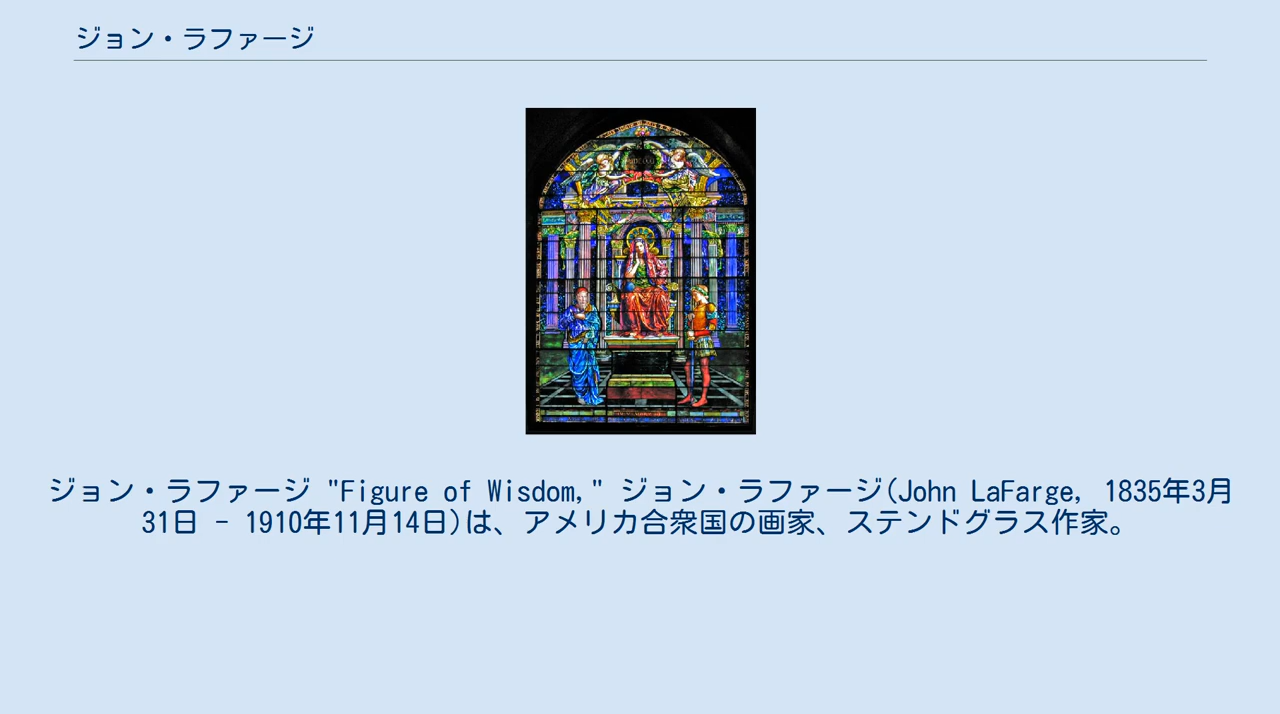 ジョン・ラファージ
ジョン・ラファージ "Figure of Wisdom," ジョン・ラファージ(John LaFarge, 1835年3月
31日 - 1910年11月14日)は、アメリカ合衆国の画家、ステンドグラス作家。